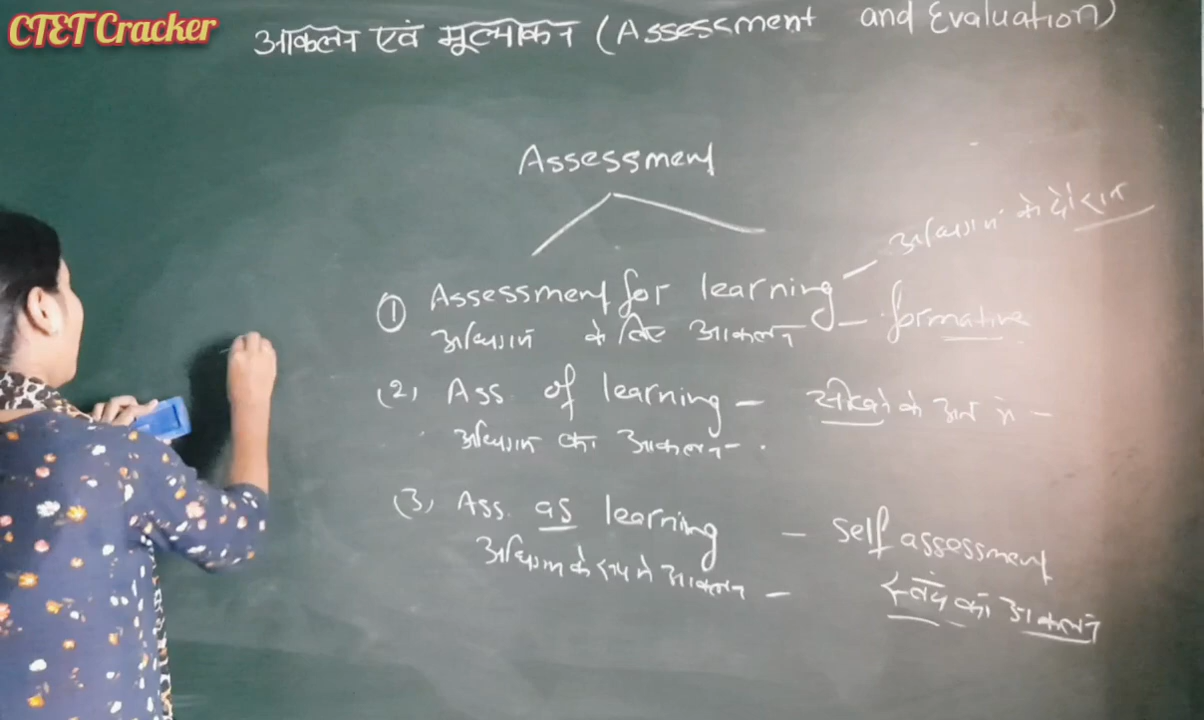 CTET Cracker
आकलन एवं मूल्यांकन (Assessment and Evaluation)
Assessment
अधिगम के दौरान
① Assessment for learning — formative
अधिगम के लिए आकलन
(2) Ass. of learning — सीखने के अंत में —
अधिगम का आकलन — .
(3) Ass. as learning — self assessment
अधिगम के रूप में आकलन — स्वंय का आकलन